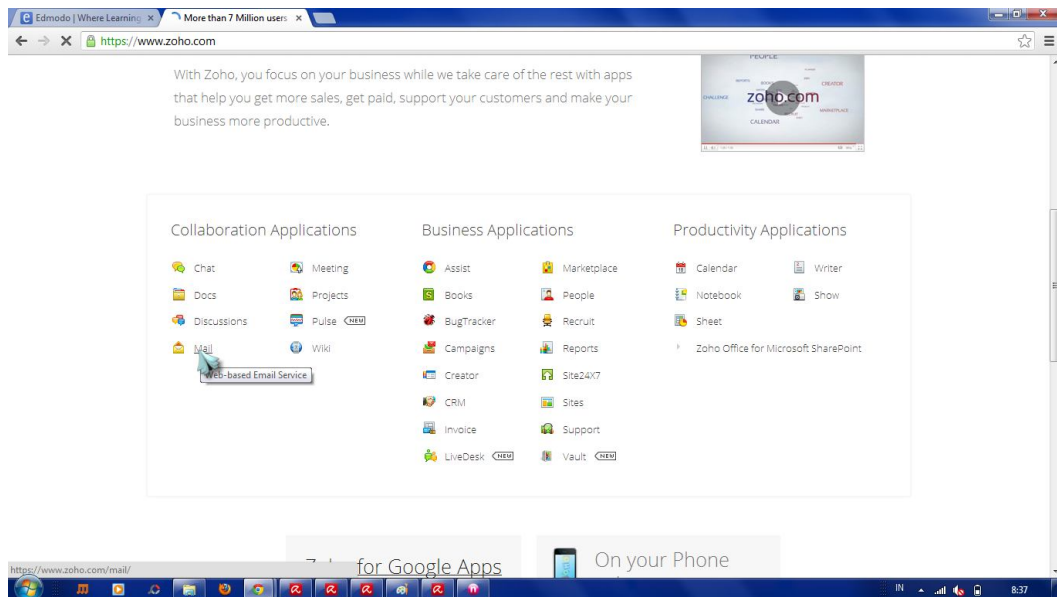 Edmodo | Where Learning
More than 7 Million users
https://www.zoho.com
With Zoho, you focus on your business while we take care of the rest with apps
that help you get more sales, get paid, support your customers and make your
business more productive.
PEOPLE
CREATOR
CHALLENGE
zoho.com
MARKETPLACE
CALENDAR
Collaboration Applications
Chat
Meeting
Docs
Projects
Discussions
Pulse NEW
Mail
Wiki
Web-based Email Service
Business Applications
Assist
Marketplace
Books
People
BugTracker
Recruit
Campaigns
Reports
Creator
Site24X7
CRM
Sites
Invoice
Support
LiveDesk NEW
Vault NEW
Productivity Applications
Calendar
Writer
Notebook
Show
Sheet
Zoho Office for Microsoft SharePoint
for Google Apps
On your Phone
https://www.zoho.com/mail/
IN
8:37